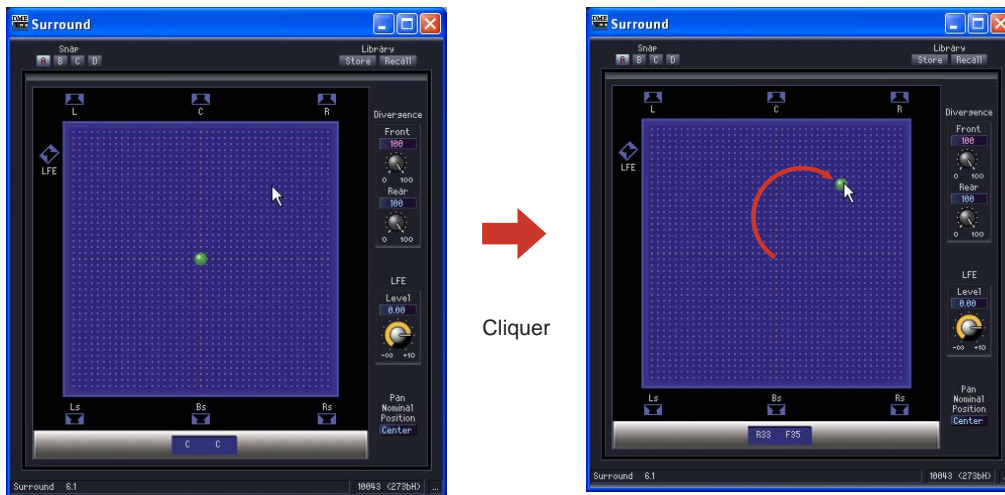 DME Surround
Snap
A B C D
Library
Store Recall
L C R
LFE
Divergence
Front
100
0 100
Rear
100
0 100
LFE
Level
0.00
-∞ +10
Ls Bs Rs
Pan
Nominal
Position
Center
C C
Surround 6.1
10043 (273bH) ...
Cliquer
DME Surround
Snap
A B C D
Library
Store Recall
L C R
LFE
Divergence
Front
100
0 100
Rear
100
0 100
LFE
Level
0.00
-∞ +10
Ls Bs Rs
Pan
Nominal
Position
Center
R33 F35
Surround 6.1
10043 (273bH)